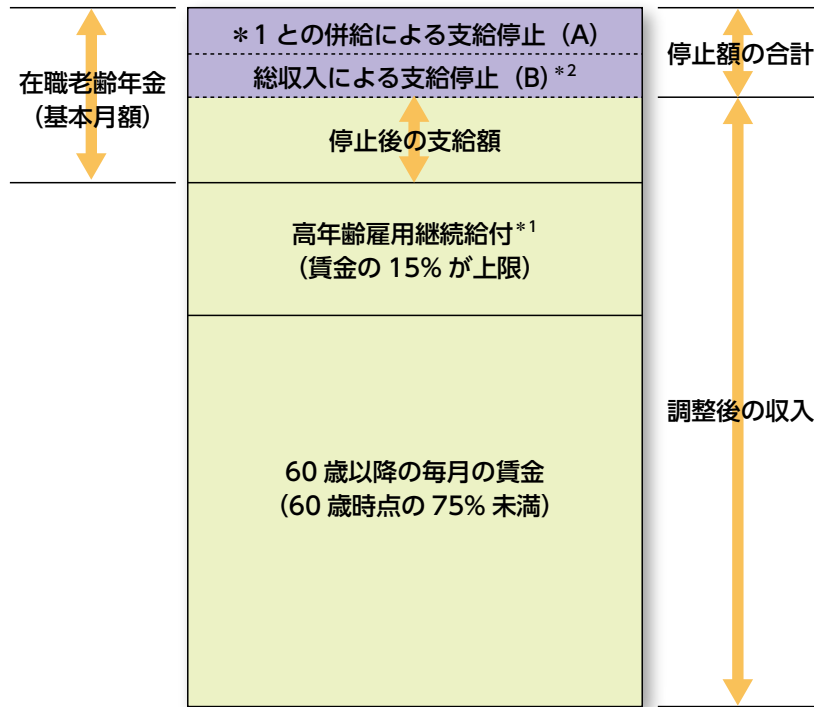 ＊1 との併給による支給停止（A）
総収入による支給停止（B）＊2
停止額の合計
在職老齢年金
（基本月額）
停止後の支給額
高年齢雇用継続給付＊1
（賃金の 15% が上限）
調整後の収入
60 歳以降の毎月の賃金
（60 歳時点の 75% 未満）